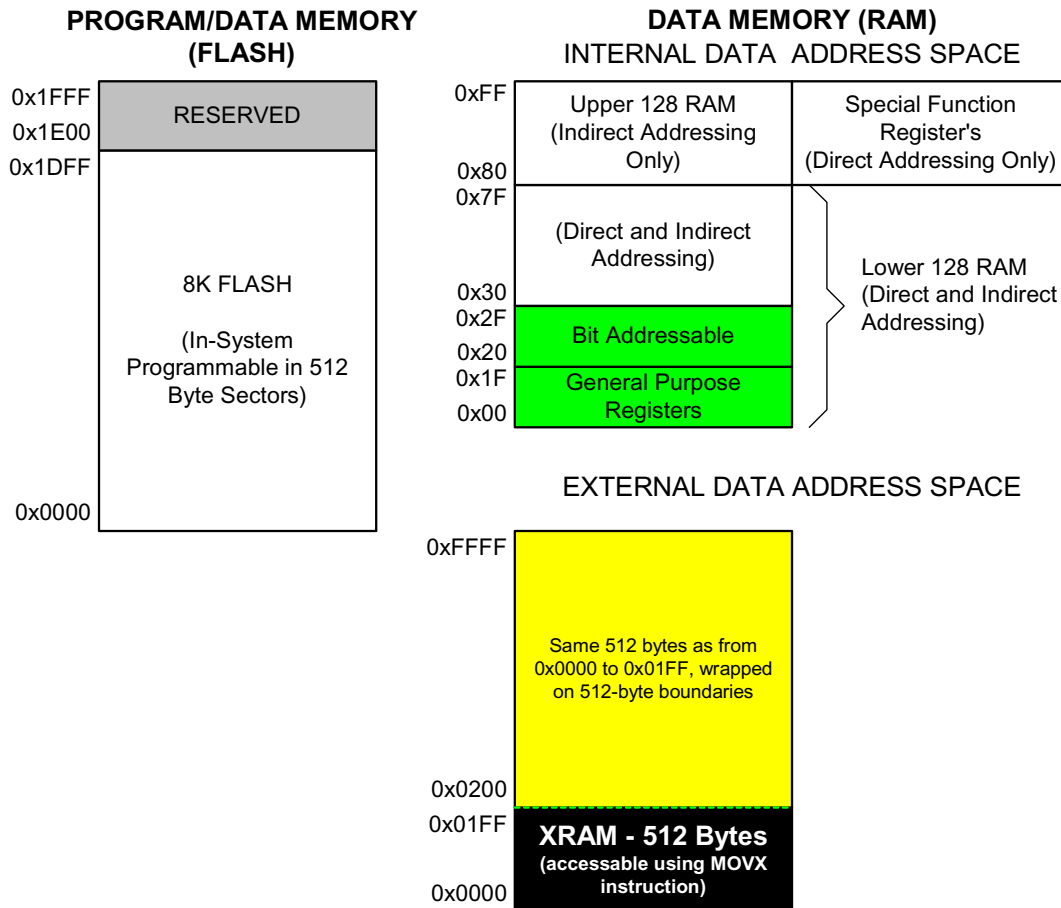 PROGRAM/DATA MEMORY
(FLASH)
0x1FFF
RESERVED
0x1E00
0x1DFF
8K FLASH
(In-System
Programmable in 512
Byte Sectors)
0x0000
DATA MEMORY (RAM)
INTERNAL DATA ADDRESS SPACE
0xFF
Upper 128 RAM
(Indirect Addressing
Only)
0x80
Special Function
Register's
(Direct Addressing Only)
0x7F
(Direct and Indirect
Addressing)
0x30
0x2F
Bit Addressable
0x20
0x1F
General Purpose
Registers
0x00
Lower 128 RAM
(Direct and Indirect
Addressing)
EXTERNAL DATA ADDRESS SPACE
0xFFFF
Same 512 bytes as from
0x0000 to 0x01FF, wrapped
on 512-byte boundaries
0x0200
0x01FF
XRAM - 512 Bytes
(accessable using MOVX
instruction)
0x0000